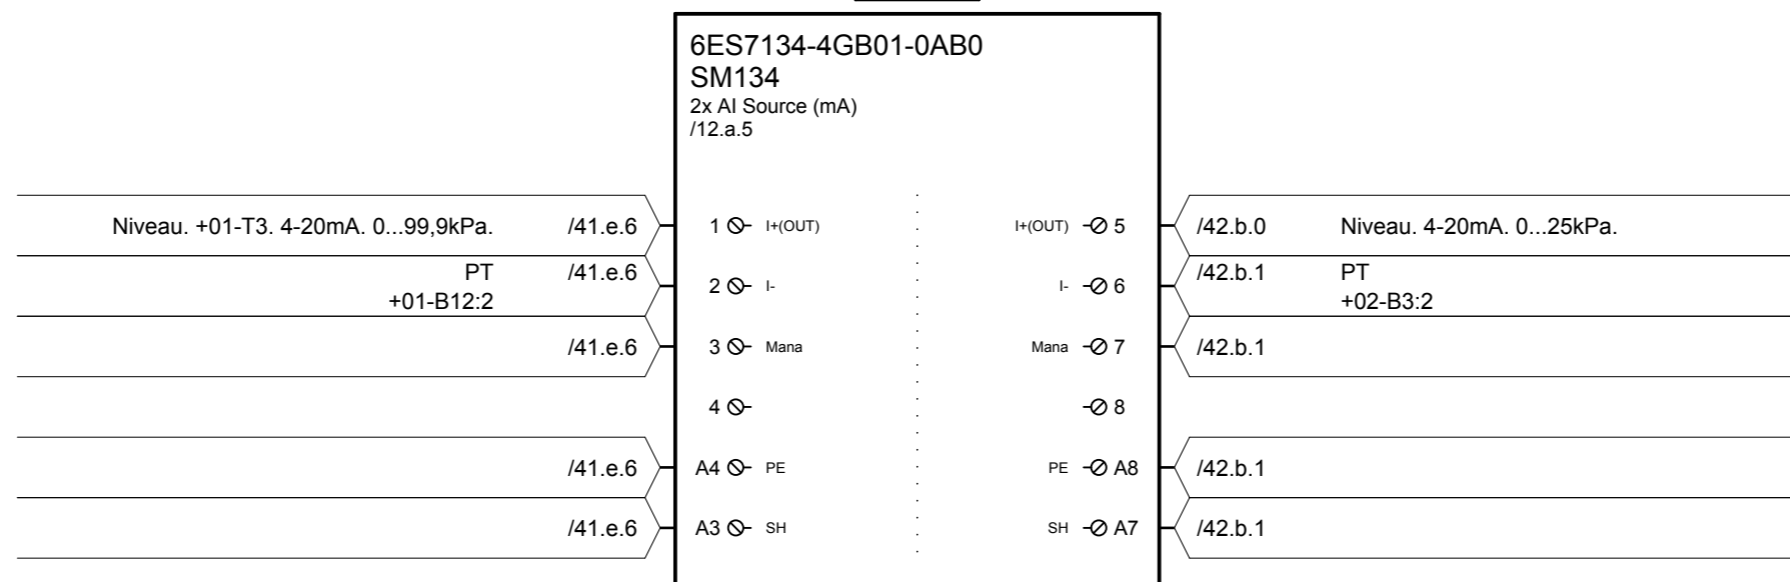 6ES7134-4GB01-0AB0
SM134
2x AI Source (mA)
/12.a.5
Niveau. +01-T3. 4-20mA. 0...99,9kPa. /41.e.6 1 I+(OUT) I+(OUT) 5 /42.b.0 Niveau. 4-20mA. 0...25kPa.
PT /41.e.6 2 I- I- 6 /42.b.1 PT
+01-B12:2 +02-B3:2
/41.e.6 3 Mana Mana 7 /42.b.1
4 8
/41.e.6 A4 PE PE A8 /42.b.1
/41.e.6 A3 SH SH A7 /42.b.1